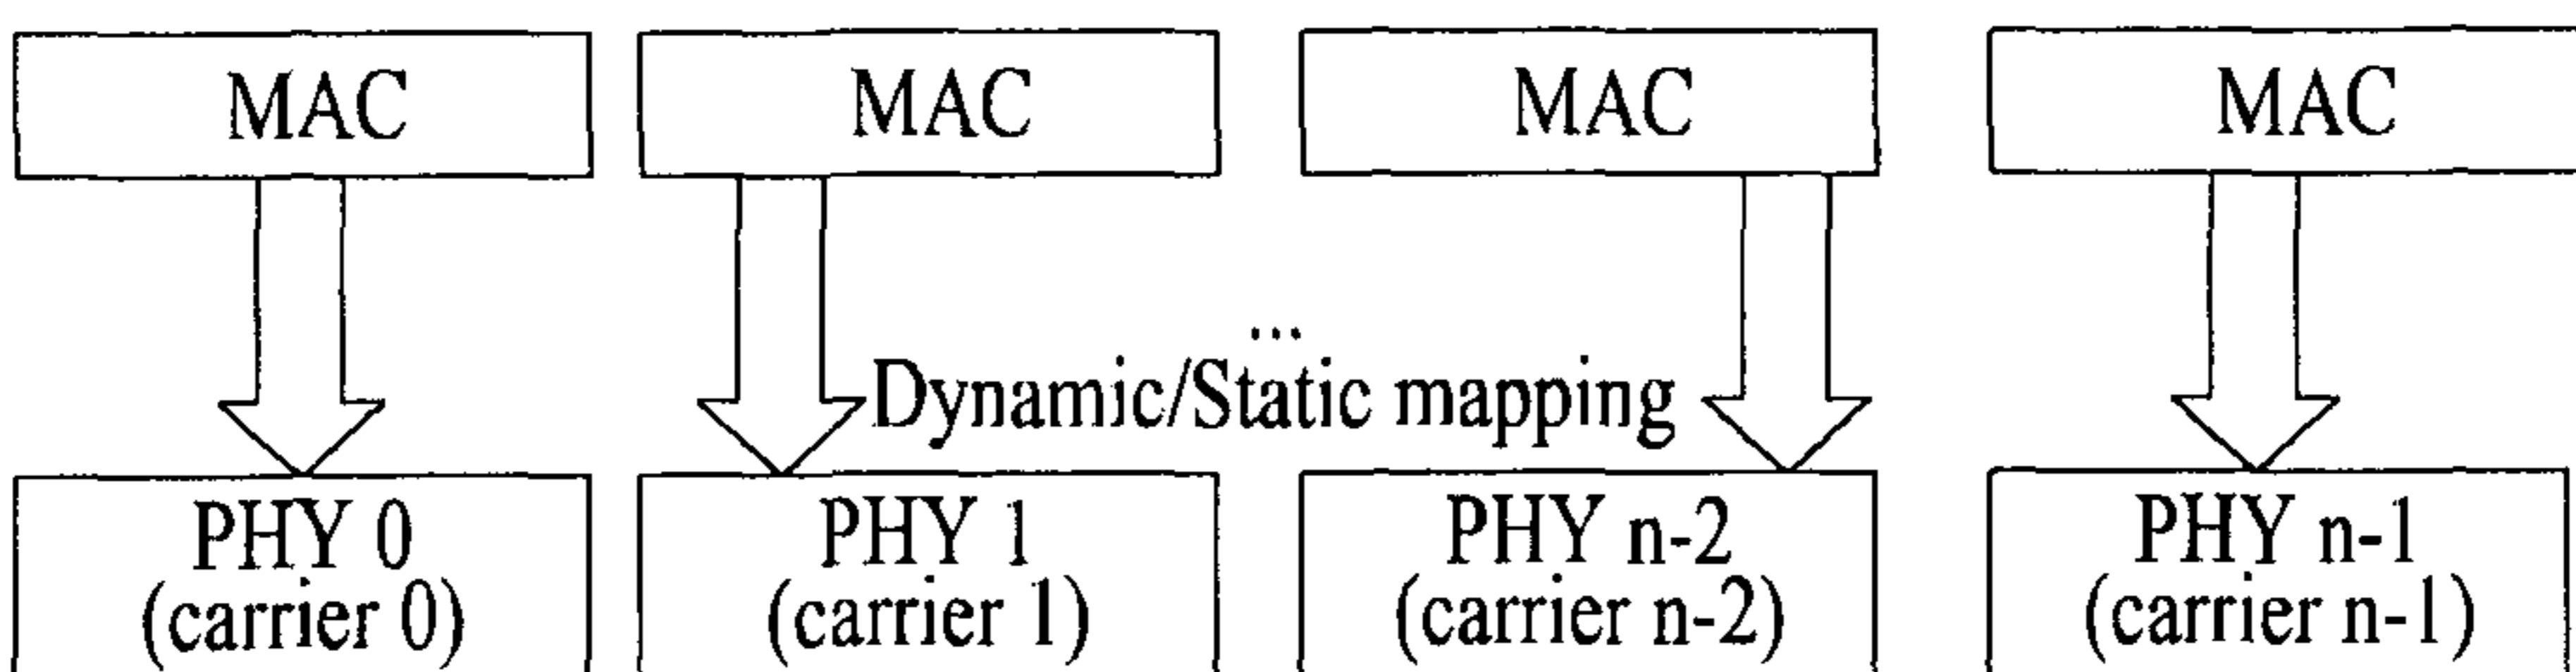 MAC MAC MAC MAC
...
Dynamic/Static mapping
PHY 0 PHY 1 PHY n-2 PHY n-1
(carrier 0) (carrier 1) (carrier n-2) (carrier n-1)